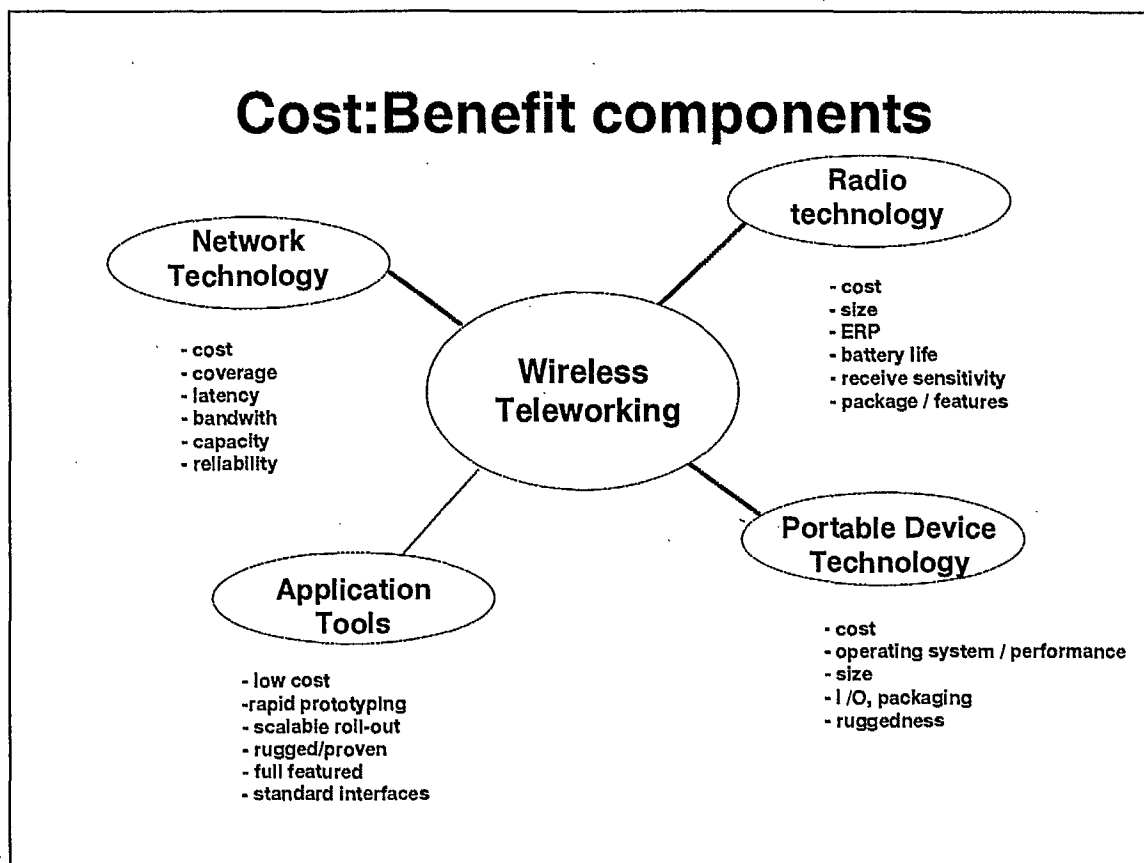 Cost:Benefit components
Network
Technology
- cost
- coverage
- latency
- bandwith
- capacity
- reliability
Radio
technology
- cost
- size
- ERP
- battery life
- receive sensitivity
- package / features
Wireless
Teleworking
Application
Tools
- low cost
-rapid prototyping
- scalable roll-out
- rugged/proven
- full featured
- standard interfaces
Portable Device
Technology
- cost
- operating system / performance
- size
- I /O, packaging
- ruggedness